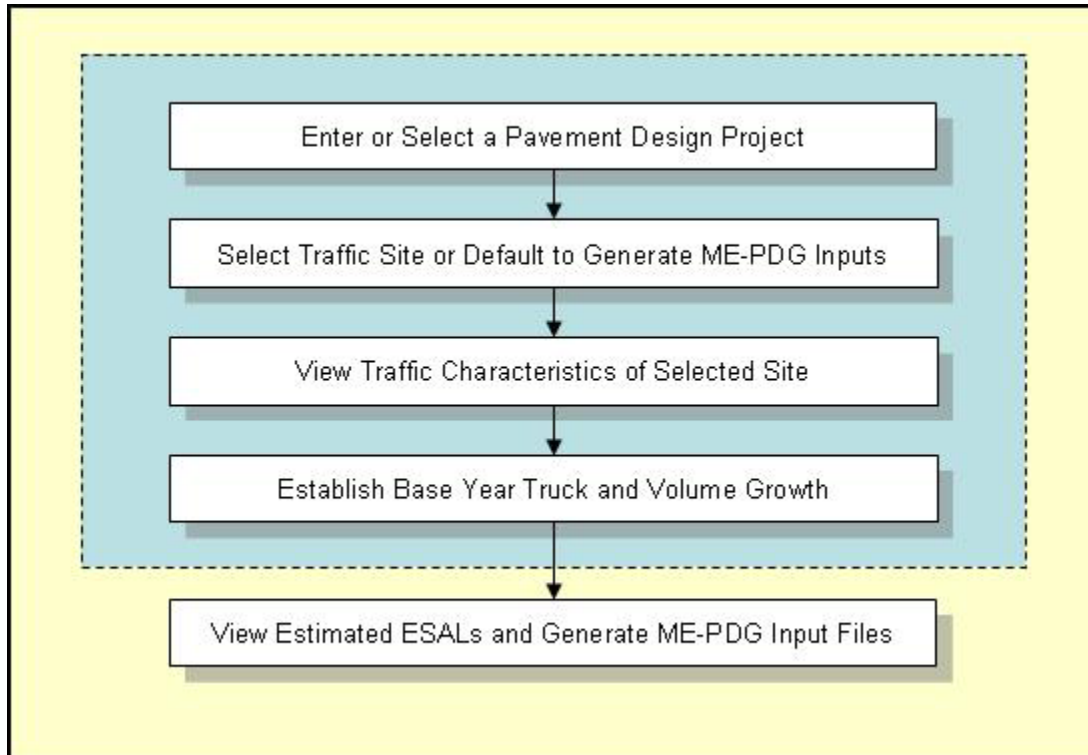 Enter or Select a Pavement Design Project
Select Traffic Site or Default to Generate ME-PDG Inputs
View Traffic Characteristics of Selected Site
Establish Base Year Truck and Volume Growth
View Estimated ESALs and Generate ME-PDG Input Files